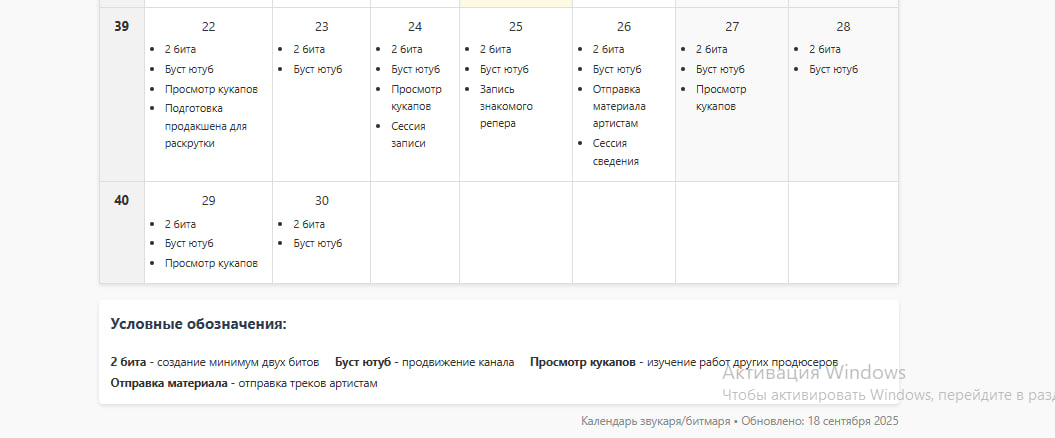 39
22
2 бита
Буст ютуб
Просмотр кукапов
Подготовка
продакшена для
раскрутки
23
2 бита
Буст ютуб
24
2 бита
Буст ютуб
Просмотр
кукапов
Сессия
записи
25
2 бита
Буст ютуб
Запись
знакомого
репера
26
2 бита
Буст ютуб
Отправка
материала
артистам
Сессия
сведения
27
2 бита
Буст ютуб
Просмотр
кукапов
28
2 бита
Буст ютуб
40
29
2 бита
Буст ютуб
Просмотр кукапов
30
2 бита
Буст ютуб
Условные обозначения:
2 бита - создание минимум двух битов Буст ютуб - продвижение канала Просмотр кукапов - изучение работ других продюсеров
Отправка материала - отправка треков артистам
Активация Windows
Чтобы активировать Windows, перейдите в разд
Календарь звукаря/битмаря • Обновлено: 18 сентября 2025